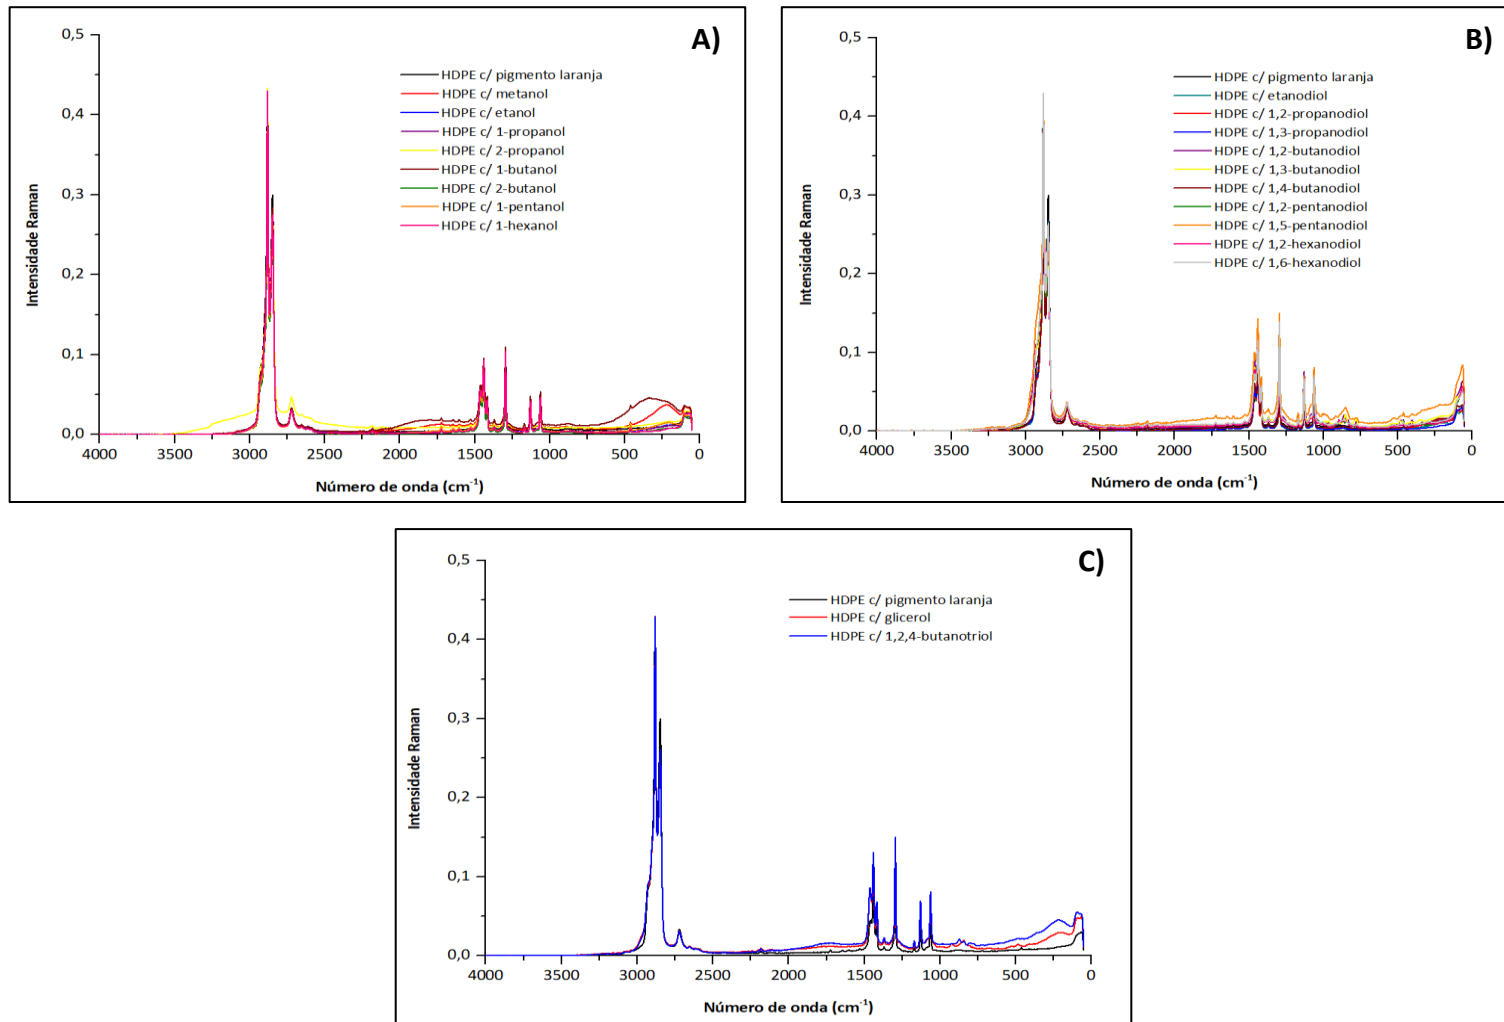 A)
0,5
0,4
0,3
0,2
0,1
0,0
Intensidade Raman
HDPE c/ pigmento laranja
HDPE c/ metanol
HDPE c/ etanol
HDPE c/ 1-propanol
HDPE c/ 2-propanol
HDPE c/ 1-butanol
HDPE c/ 2-butanol
HDPE c/ 1-pentanol
HDPE c/ 1-hexanol
4000 3500 3000 2500 2000 1500 1000 500 0
Número de onda (cm⁻¹)
B)
0,5
0,4
0,3
0,2
0,1
0,0
Intensidade Raman
HDPE c/ pigmento laranja
HDPE c/ etanodiol
HDPE c/ 1,2-propanodiol
HDPE c/ 1,3-propanodiol
HDPE c/ 1,2-butanodiol
HDPE c/ 1,3-butanodiol
HDPE c/ 1,4-butanodiol
HDPE c/ 1,2-pentanodiol
HDPE c/ 1,5-pentanodiol
HDPE c/ 1,2-hexanodiol
HDPE c/ 1,6-hexanodiol
4000 3500 3000 2500 2000 1500 1000 500 0
Número de onda (cm⁻¹)
C)
0,5
0,4
0,3
0,2
0,1
0,0
Intensidade Raman
HDPE c/ pigmento laranja
HDPE c/ glicerol
HDPE c/ 1,2,4-butanotriol
4000 3500 3000 2500 2000 1500 1000 500 0
Número de onda (cm⁻¹)